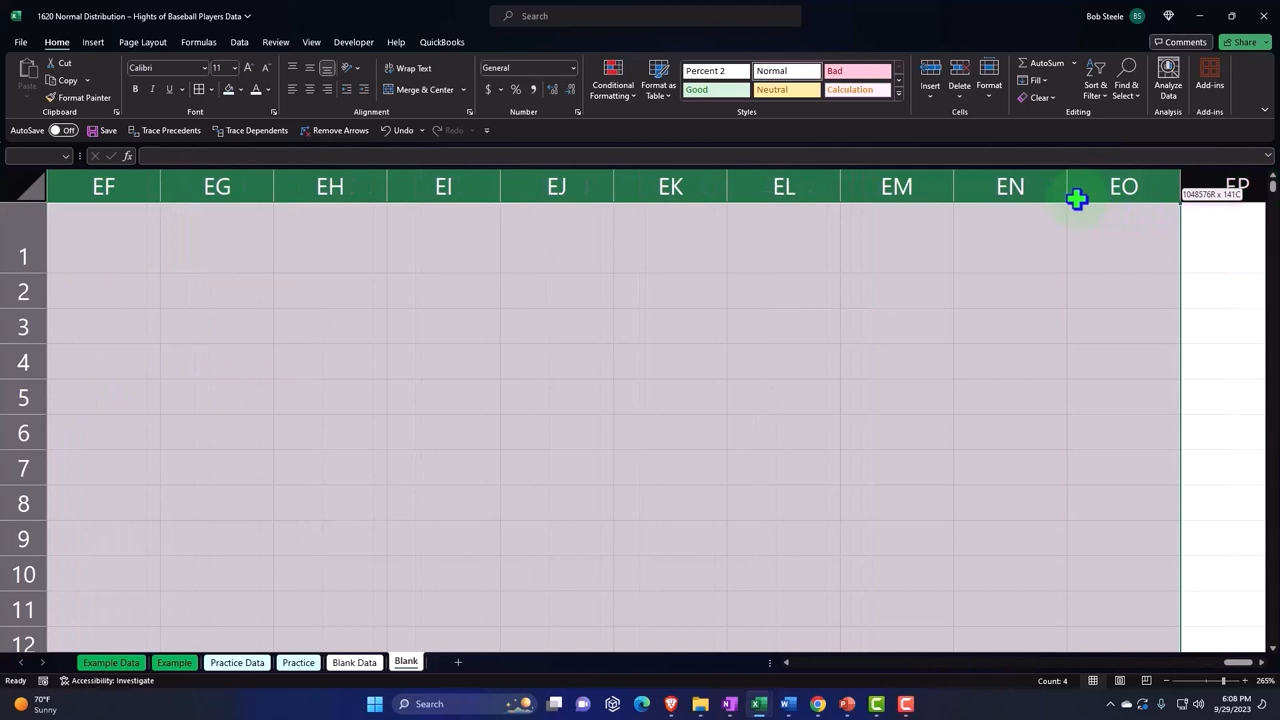 1620 Normal Distribution – Hights of Baseball Players Data
Search
Bob Steele BS
File Home Insert Page Layout Formulas Data Review View Developer Help QuickBooks
Comments Share
Cut
Copy
Format Painter
Clipboard
Calibri 11
Font
Wrap Text
Merge & Center
Alignment
General
Number
Conditional Formatting
Format as Table
Percent 2 Normal Bad
Good Neutral Calculation
Styles
Insert Delete Format
Cells
AutoSum
Fill
Clear
Sort & Filter
Find & Select
Editing
Analyze Data
Analysis
Add-ins
Add-ins
AutoSave Off Save Trace Precedents Trace Dependents Remove Arrows Undo Redo
fx
EF EG EH EI EJ EK EL EM EN EO EP
1048576R x 141C
1
2
3
4
5
6
7
8
9
10
11
12
Example Data Example Practice Data Practice Blank Data Blank
Ready Accessibility: Investigate Count: 4 265%
70°F
Sunny
Search
6:08 PM
9/29/2023